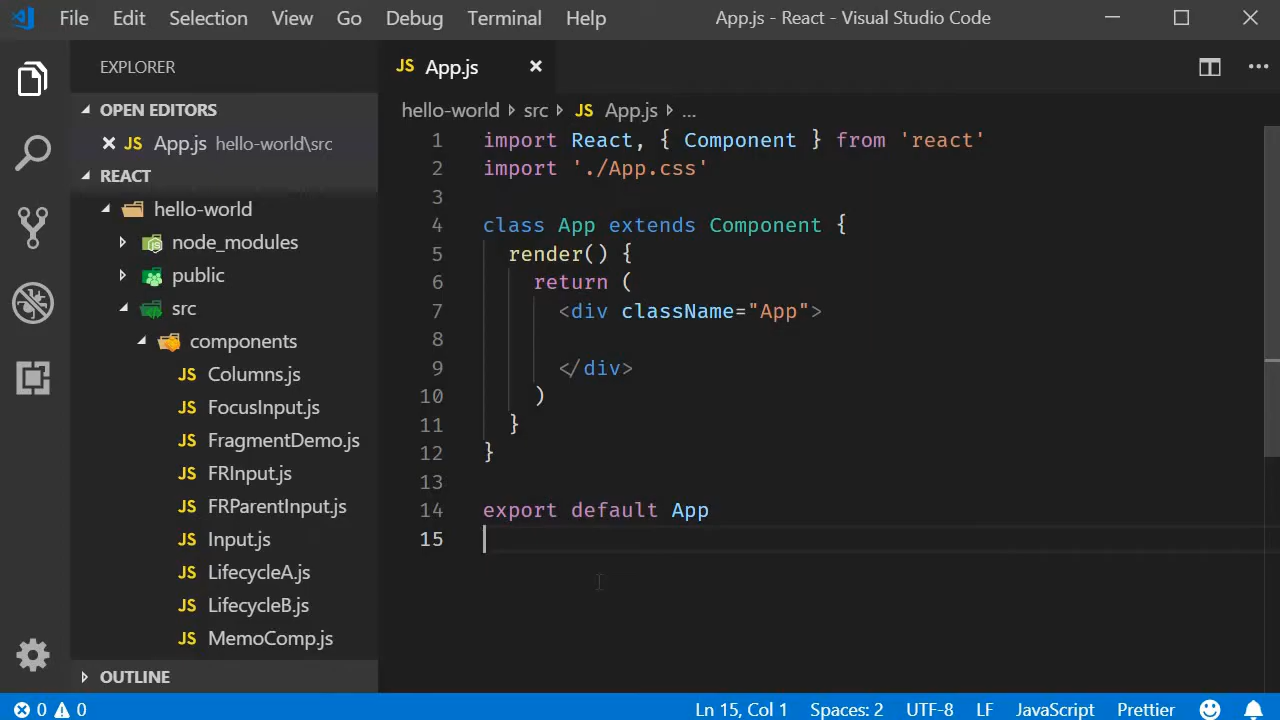 File Edit Selection View Go Debug Terminal Help App.js - React - Visual Studio Code
EXPLORER
OPEN EDITORS
JS App.js hello-world\src
REACT
hello-world
node_modules
public
src
components
JS Columns.js
JS FocusInput.js
JS FragmentDemo.js
JS FRInput.js
JS FRParentInput.js
JS Input.js
JS LifecycleA.js
JS LifecycleB.js
JS MemoComp.js
OUTLINE
JS App.js
hello-world > src > JS App.js > ...
1 import React, { Component } from 'react'
2 import './App.css'
3
4 class App extends Component {
5   render() {
6     return (
7       <div className="App">
8
9       </div>
10     )
11   }
12 }
13
14 export default App
15
0 0 Ln 15, Col 1 Spaces: 2 UTF-8 LF JavaScript Prettier